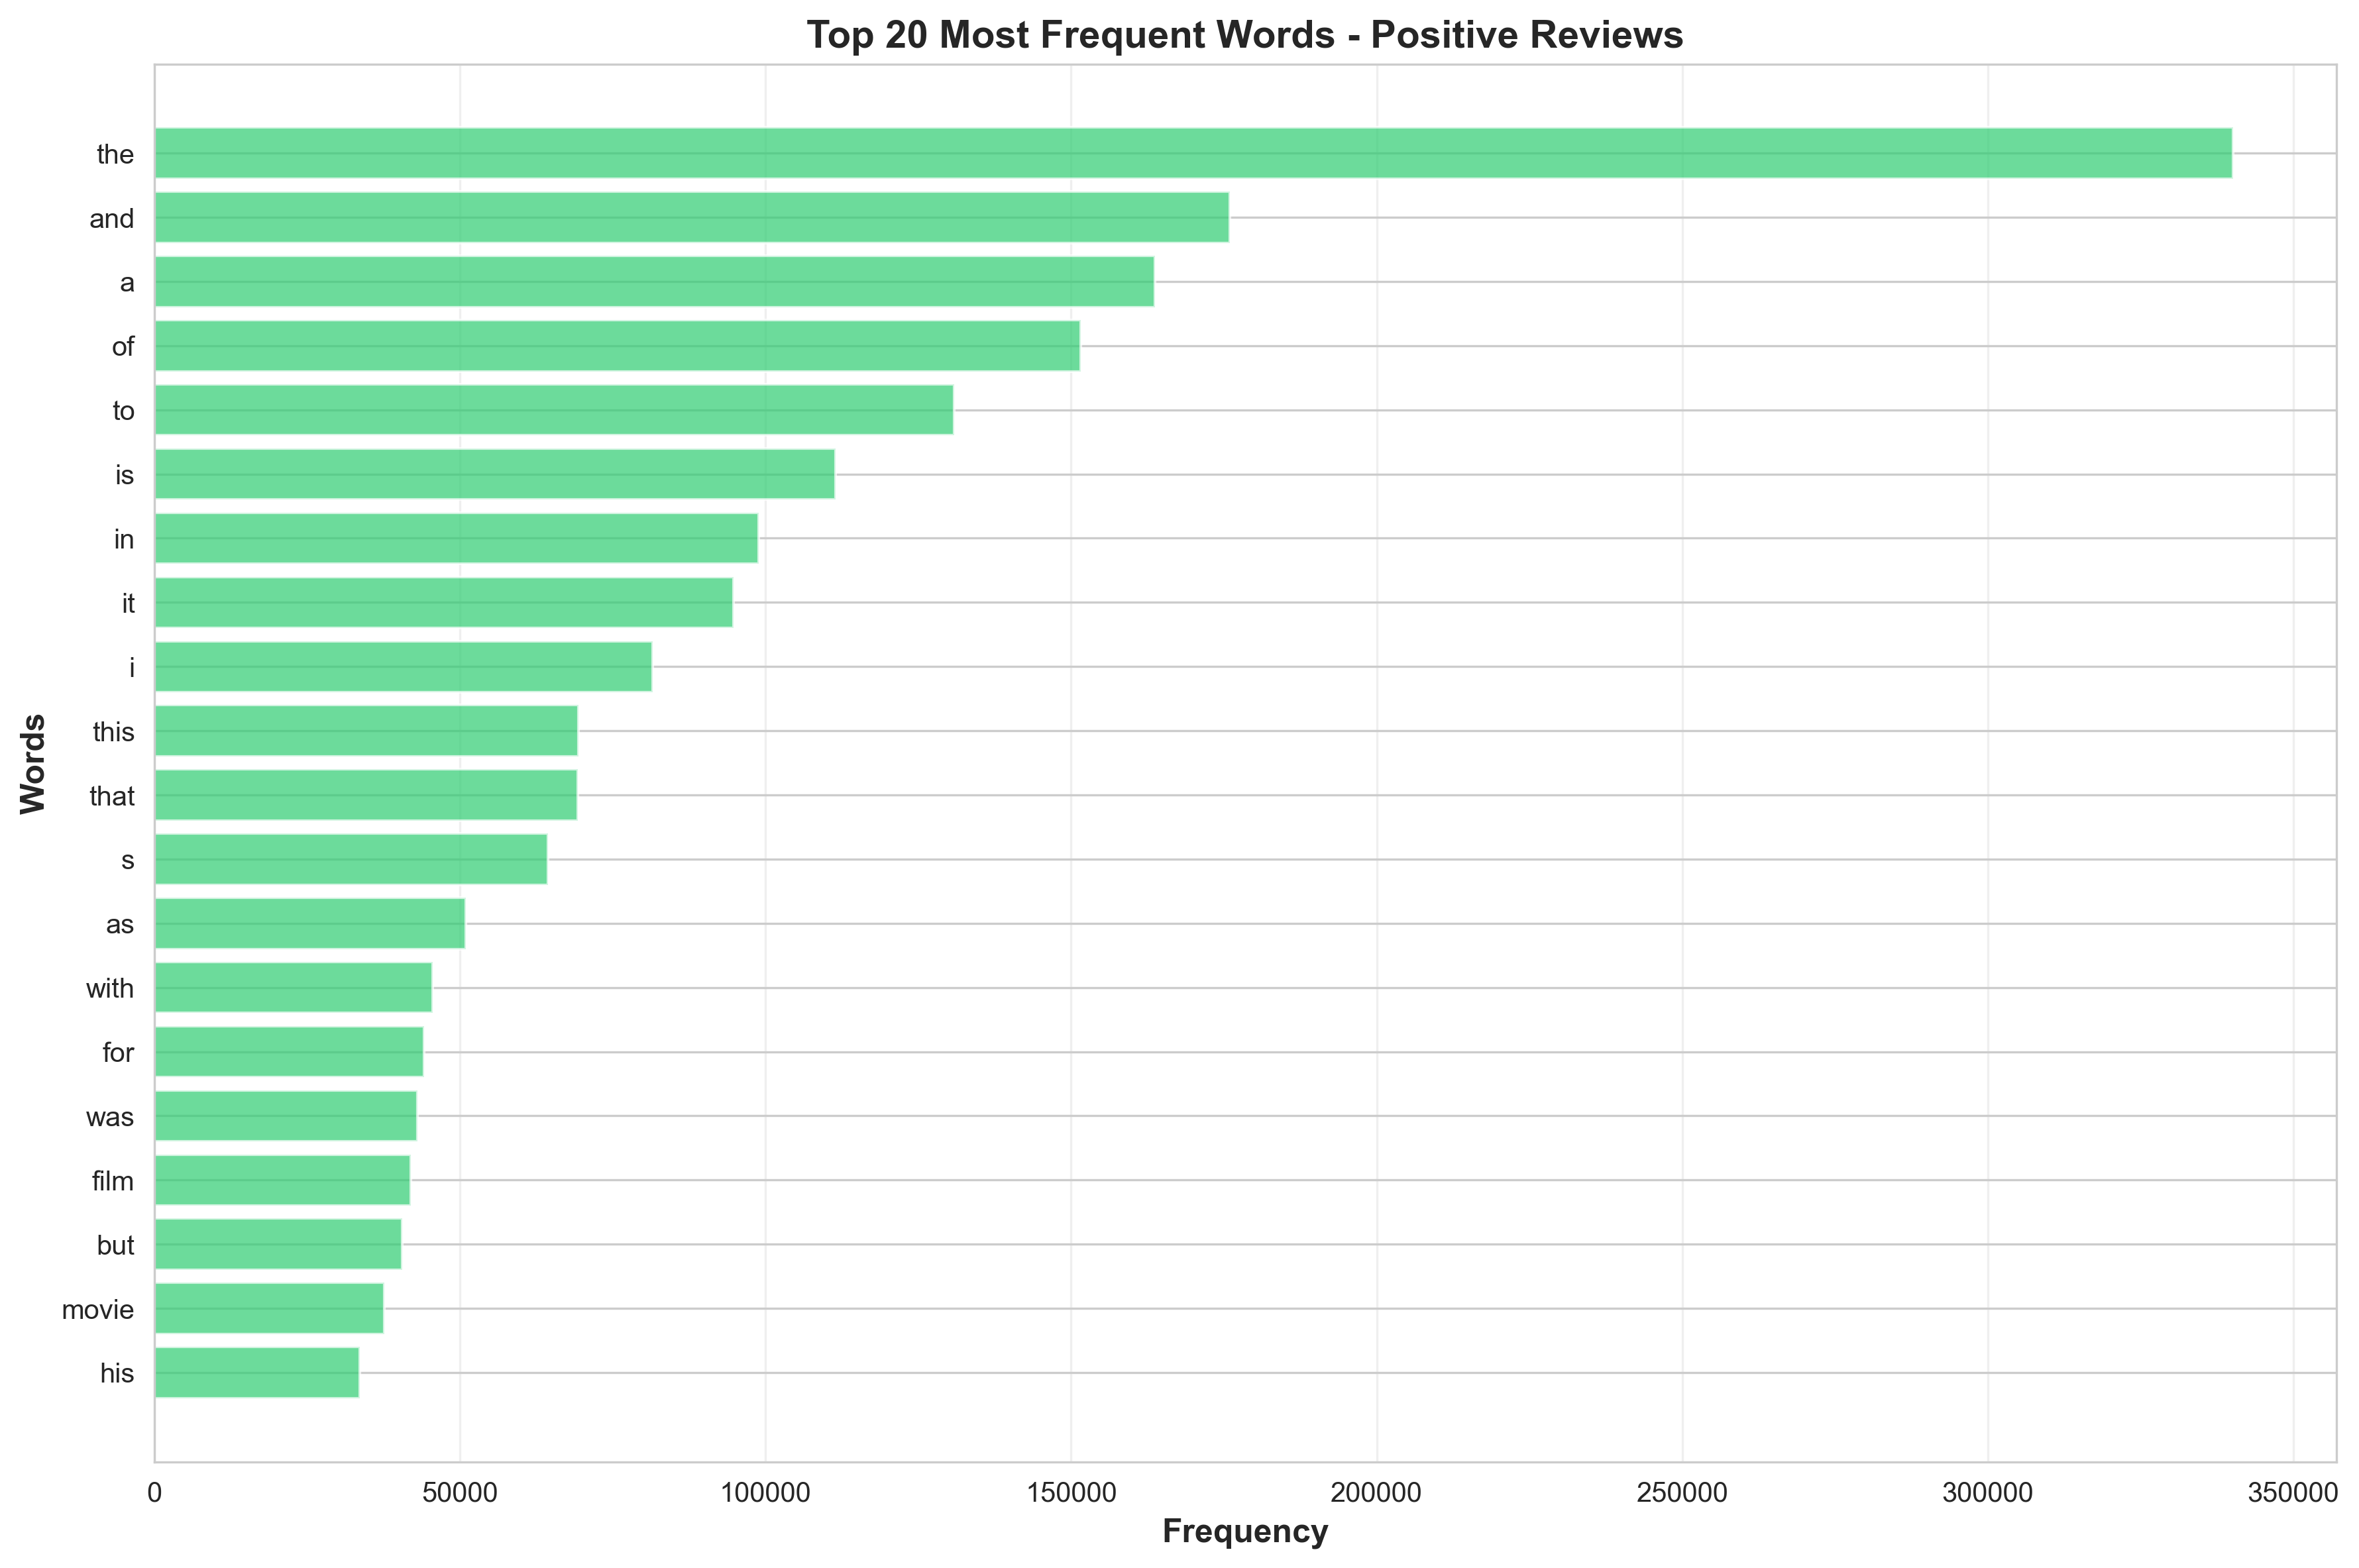 Top 20 Most Frequent Words - Positive Reviews
the
and
a
of
to
is
in
it
i
this
that
s
as
with
for
was
film
but
movie
his
Words
0 50000 100000 150000 200000 250000 300000 350000
Frequency